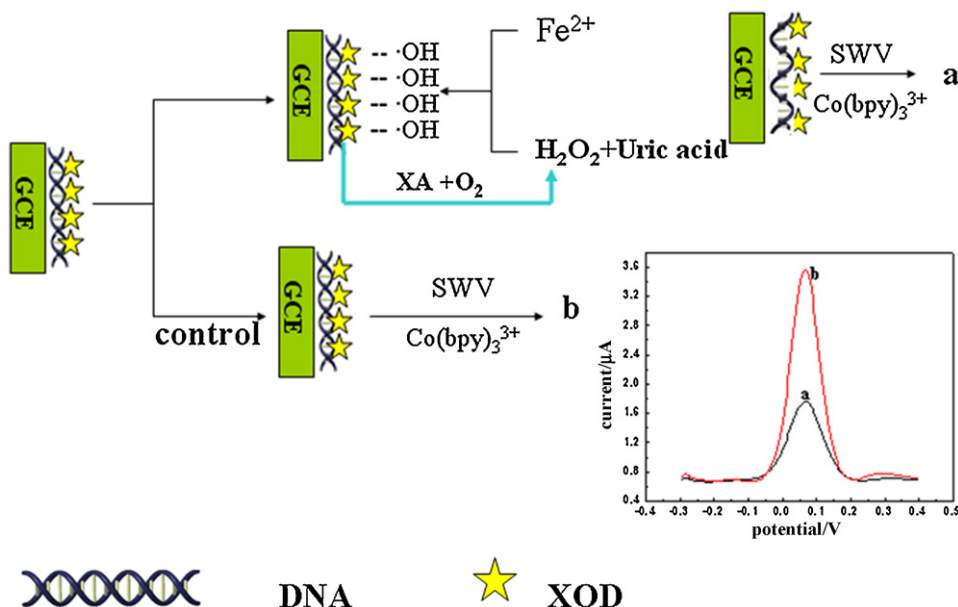 GCE
GCE
-- ·OH
-- ·OH
-- ·OH
-- ·OH
Fe²⁺
H₂O₂+Uric acid
XA +O₂
GCE
SWV
Co(bpy)₃³⁺
a
control
GCE
SWV
Co(bpy)₃³⁺
b
current/μA
3.6
3.2
2.8
2.4
2.0
1.6
1.2
0.8
0.4
b
a
-0.4 -0.3 -0.2 -0.1 0.0 0.1 0.2 0.3 0.4 0.5
potential/V
DNA
XOD